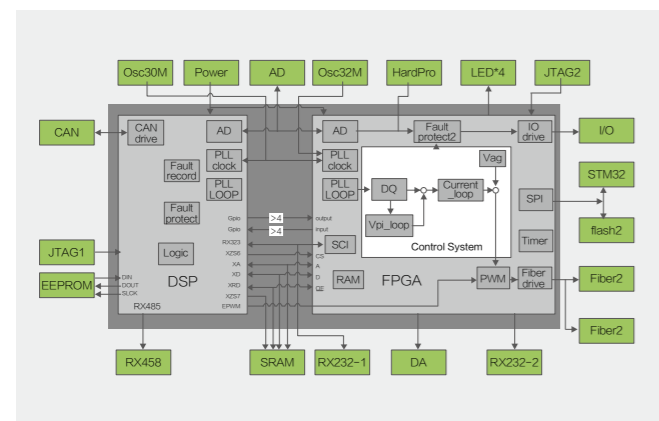 Osc30M
Power
AD
Osc32M
HardPro
LED*4
JTAG2
CAN
CAN
drive
AD
AD
Fault
protect2
IO
drive
I/O
PLL
clock
PLL
clock
Fault
record
Vag
STM32
PLL
LOOP
PLL
LOOP
DQ
Current
_loop
SPI
Fault
protect
Gpio
>4
output
Vpi_loop
flash2
Gpio
>4
input
RX323
SCI
Control System
Timer
JTAG1
Logic
XZS6
CS
XA
A
EEPROM
DIN
DOUT
SLOK
DSP
XD
D
RAM
FPGA
PWM
Fiber
drive
Fiber2
XRD
OE
XZS7
EPWM
RX485
Fiber2
RX458
SRAM
RX232-1
DA
RX232-2